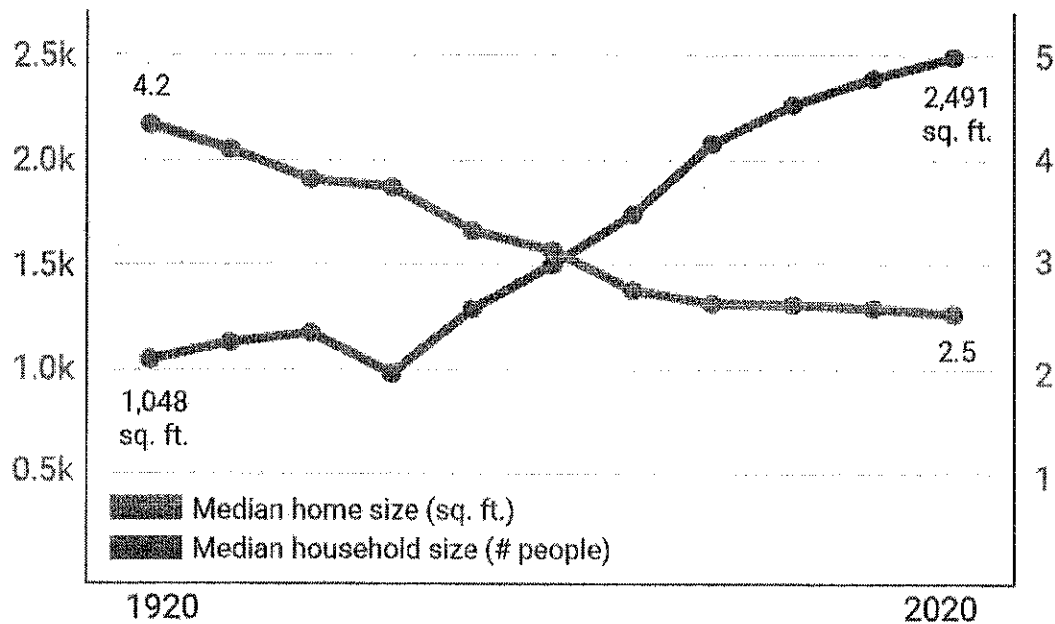 2.5k
5
4.2
2,491
sq. ft.
2.0k
4
1.5k
3
2.5
1.0k
2
1,048
sq. ft.
0.5k
1
Median home size (sq. ft.)
Median household size (# people)
1920
2020